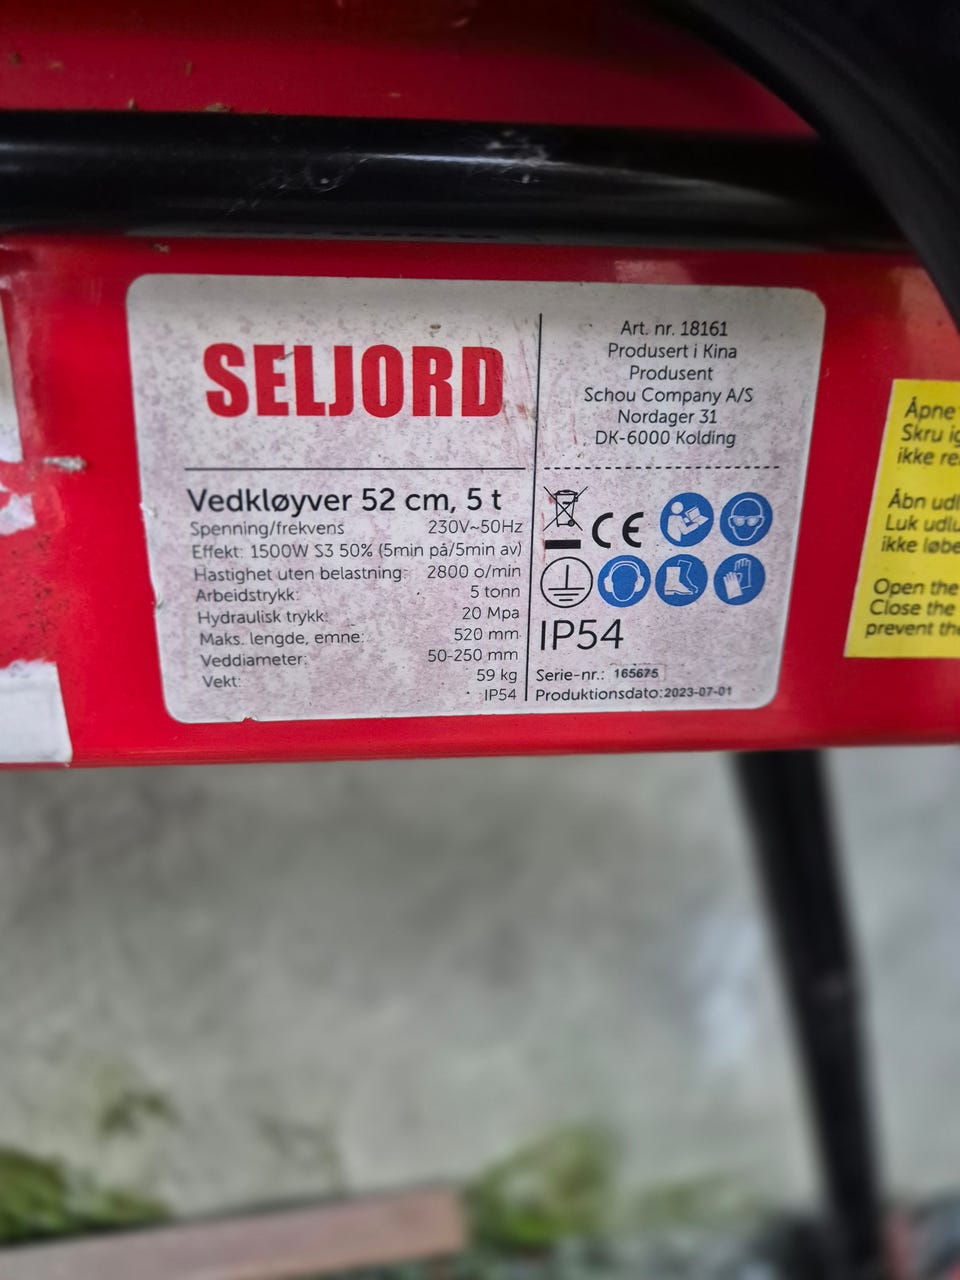 SELJORD
Vedkløyver 52 cm, 5 t
Spenning/frekvens 230V~50Hz
Effekt: 1500W S3 50% (5min på/5min av)
Hastighet uten belastning: 2800 o/min
Arbeidstrykk: 5 tonn
Hydraulisk trykk: 20 Mpa
Maks. lengde, emne: 520 mm
Veddiameter: 50-250 mm
Vekt: 59 kg
IP54
Art. nr. 18161
Produsert i Kina
Produsent
Schou Company A/S
Nordager 31
DK-6000 Kolding
CE
IP54
Serie-nr.: 165675
Produktionsdato: 2023-07-01
Åpne
Skru
ikke
Åbn
Luk
ikke
Open the
Close the
prevent